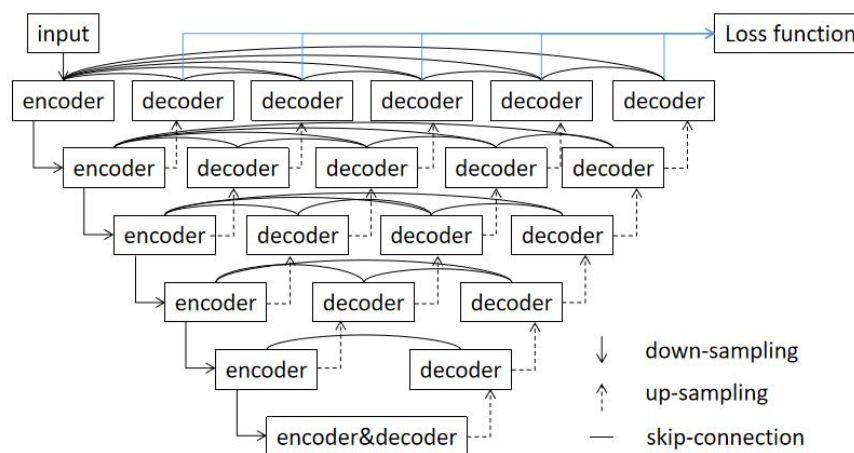 input
Loss function
encoder decoder decoder decoder decoder decoder
encoder decoder decoder decoder decoder
encoder decoder decoder decoder
encoder decoder decoder
down-sampling
encoder decoder
up-sampling
encoder&decoder
skip-connection